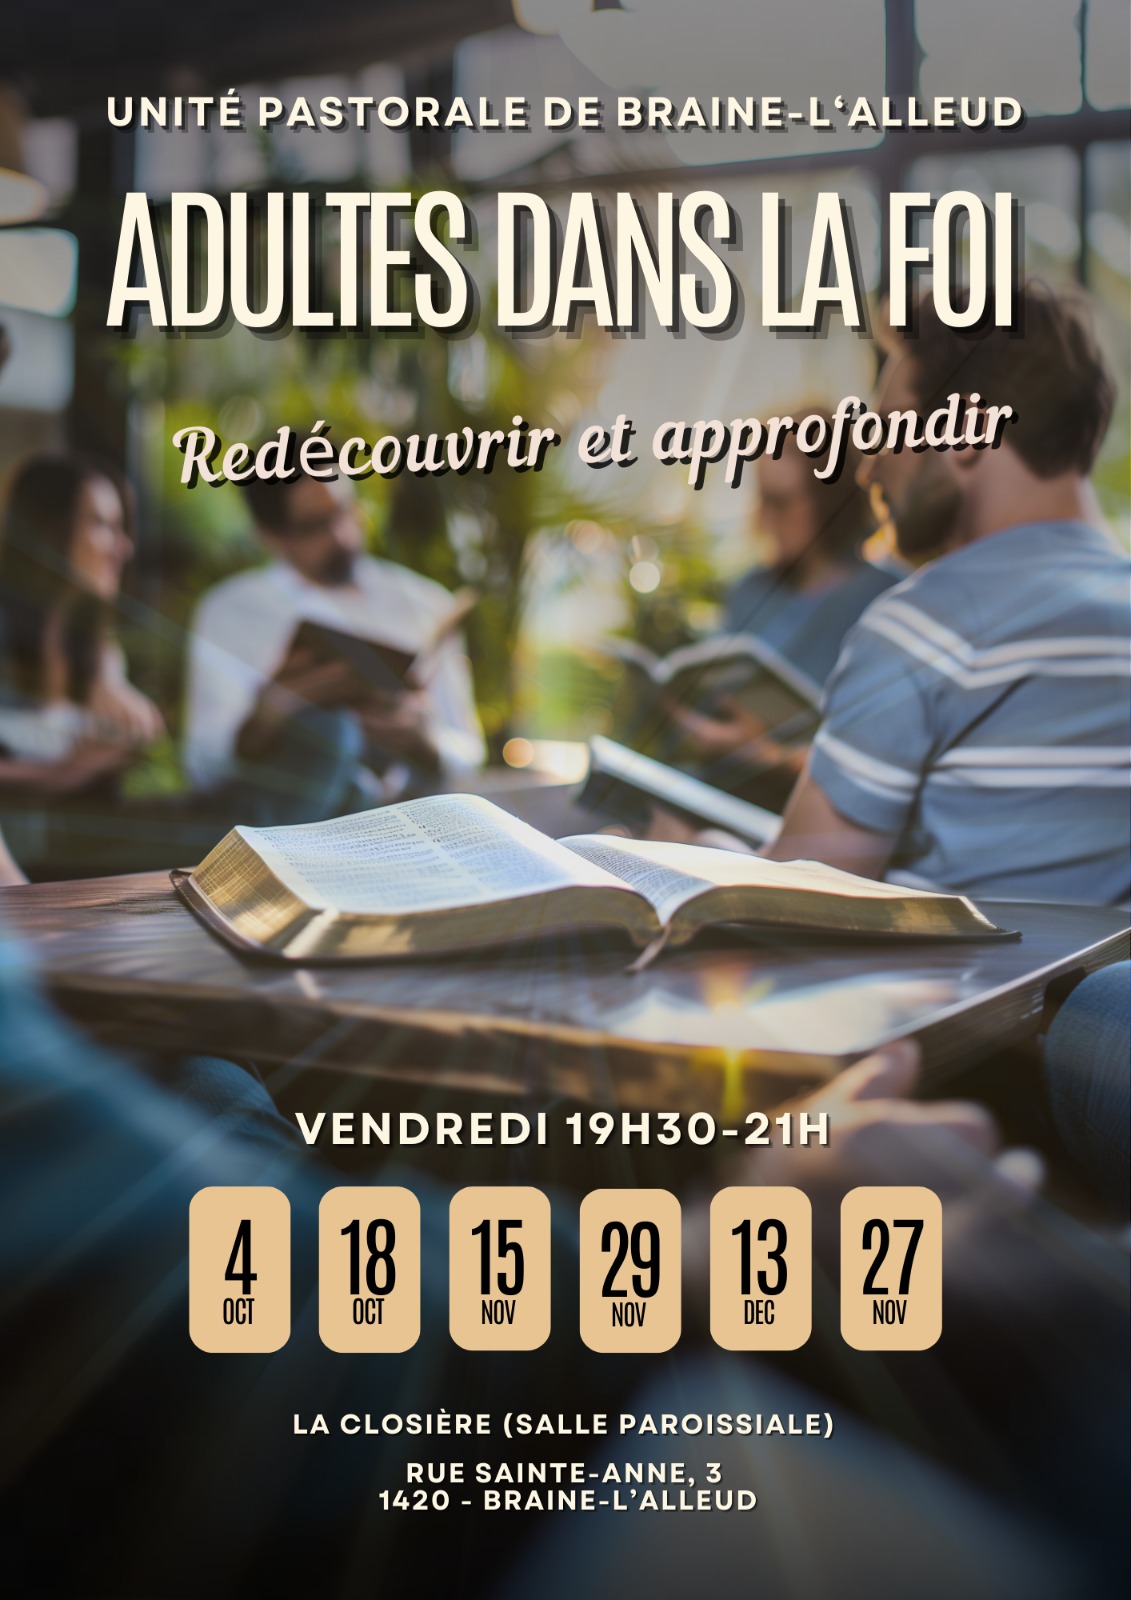 UNITÉ PASTORALE DE BRAINE-L‘ALLEUD
ADULTES DANS LA FOI
Redécouvrir et approfondir
VENDREDI 19H30-21H
4 18 15 29 13 27
OCT OCT NOV NOV DEC NOV
LA CLOSIÈRE (SALLE PAROISSIALE)
RUE SAINTE-ANNE, 3
1420 - BRAINE-L’ALLEUD